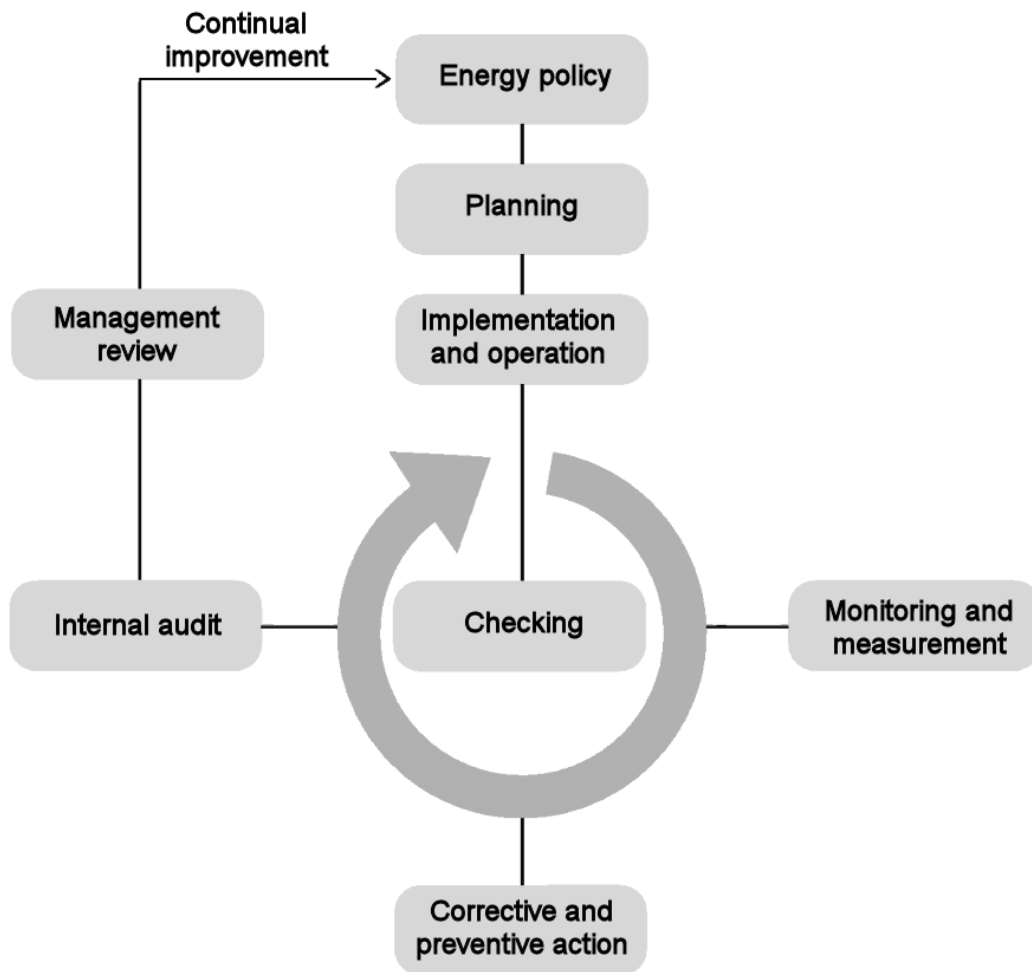 Continual
improvement
Energy policy
Planning
Management
review
Implementation
and operation
Internal audit
Checking
Monitoring and
measurement
Corrective and
preventive action